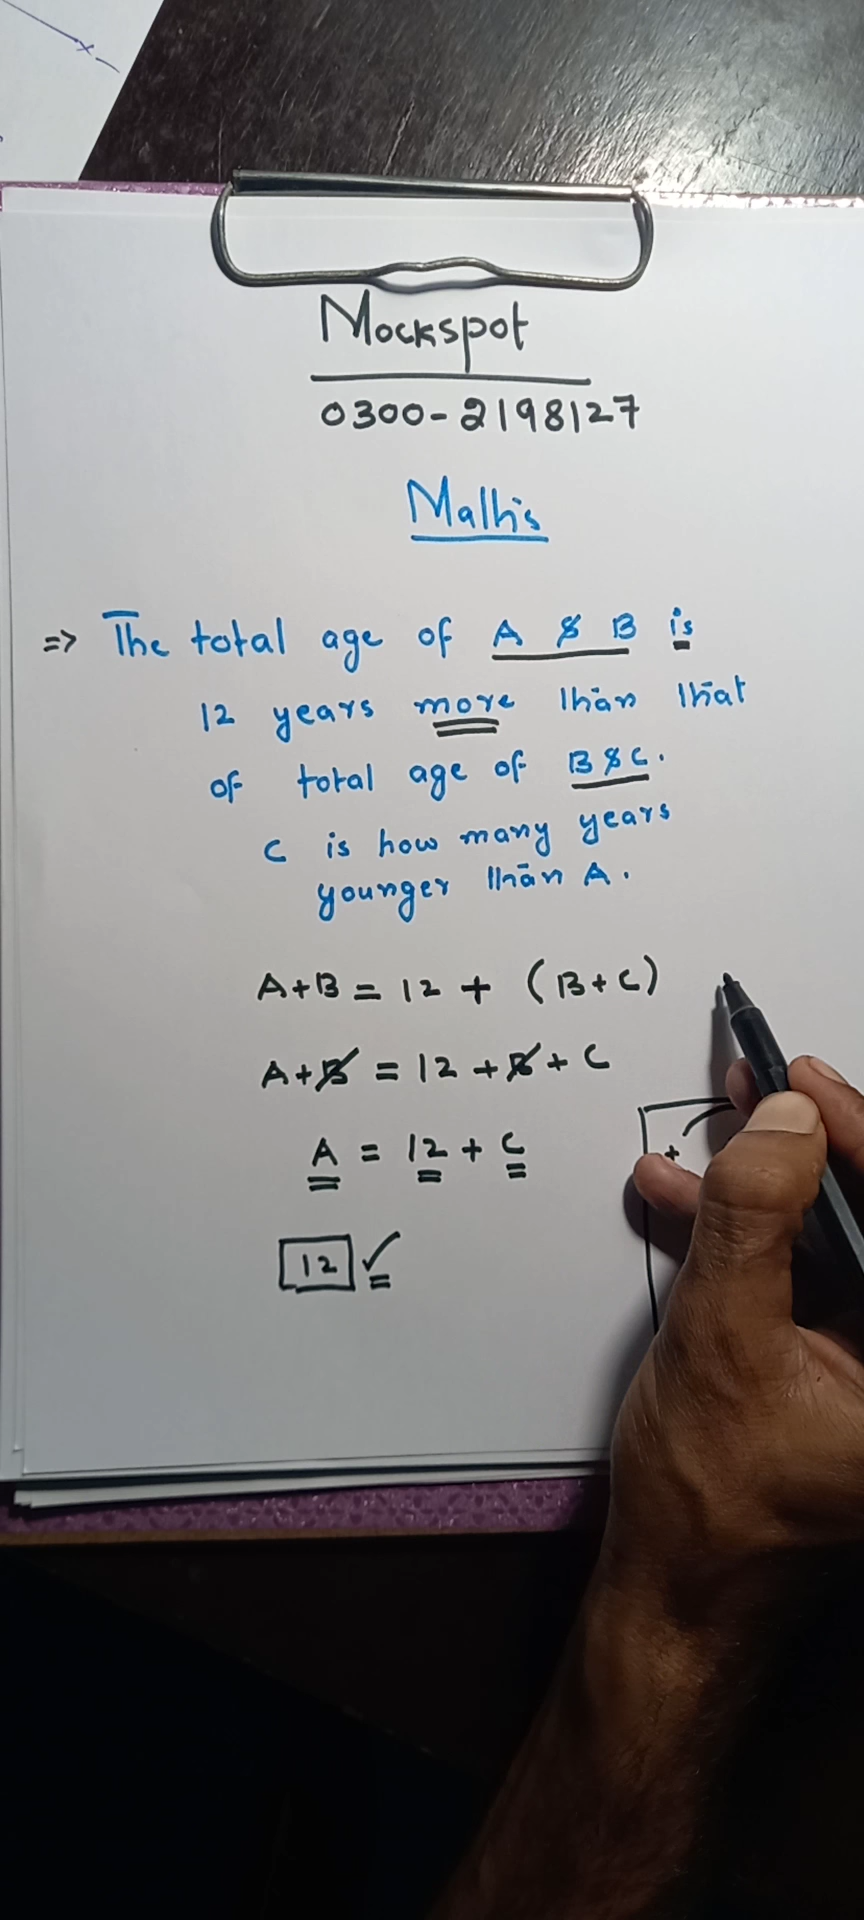 Mockspot
0300-2198127
Maths
=> The total age of A & B is
12 years more than that
of total age of B & C.
C is how many years
younger than A.
A+B = 12 + (B+C)
A+B = 12 + B + C
A = 12 + C
12 ✓
+